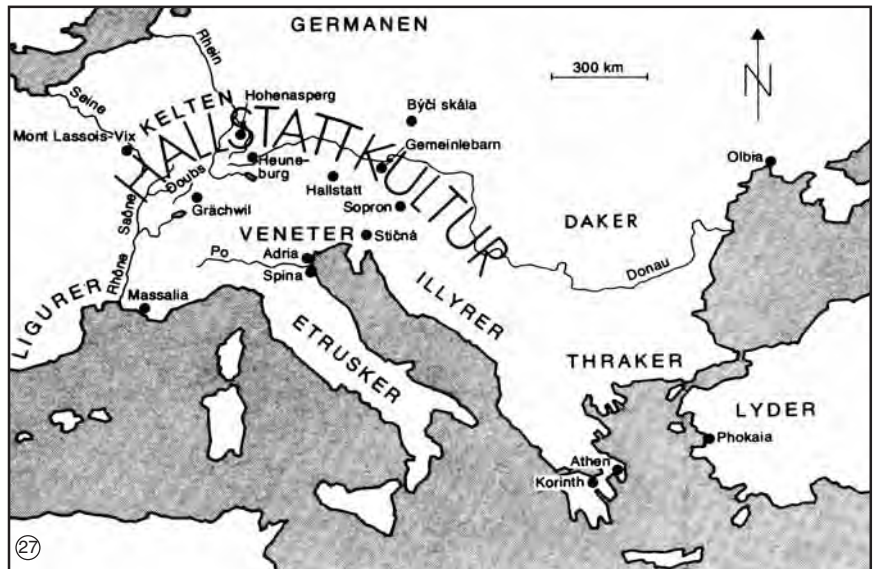 GERMANEN
300 km
N
Rhein
Seine
KELTEN
Hohenasperg
HALLSTATTKULTUR
Býčí skála
Mont Lassois-Vix
Gemeinlebarn
Heune-
burg
Doubs
Hallstatt
Olbia
Saône
Grächwil
Sopron
DAKER
VENETER
Stičná
Po
Adria
Spina
Donau
Rhône
Massalia
LIGURER
ILLYRER
ETRUSKER
THRAKER
LYDER
Phokaia
Athen
Korinth
27